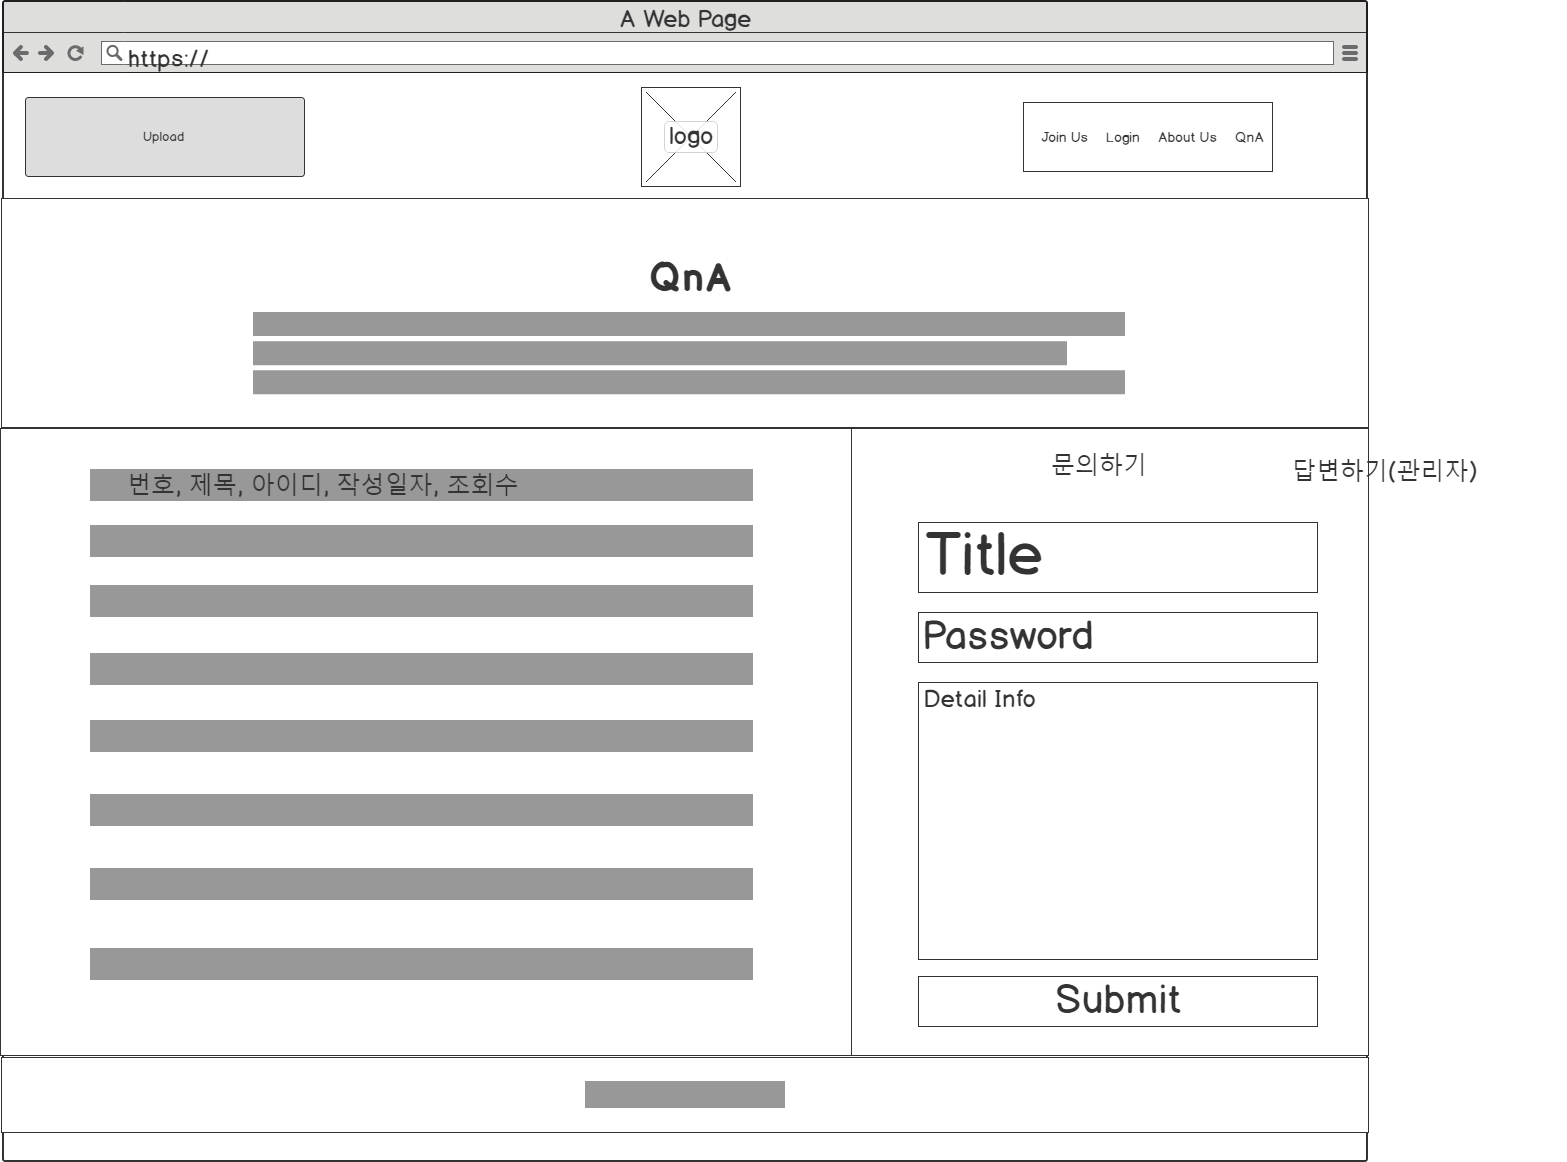 A Web Page
https://
Upload
logo
Join Us Login About Us QnA
QnA
번호, 제목, 아이디, 작성일자, 조회수
문의하기
답변하기(관리자)
Title
Password
Detail Info
Submit